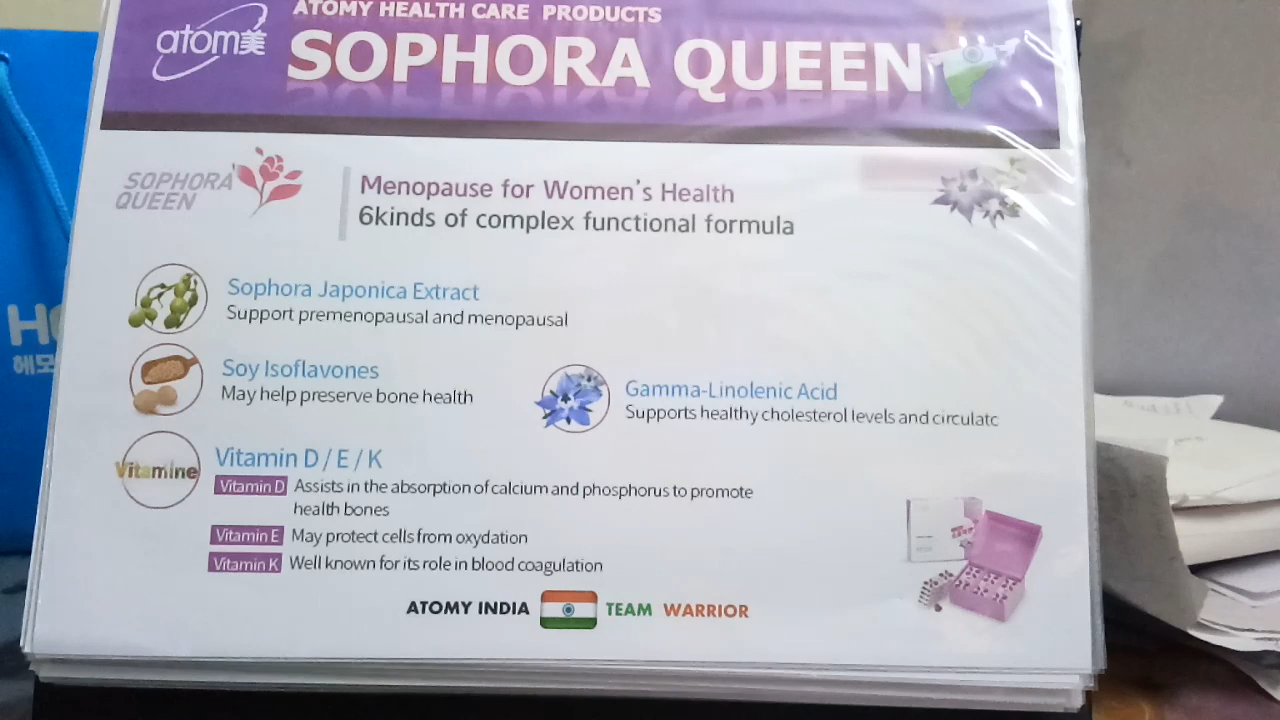 ATOMY HEALTH CARE PRODUCTS
atom美
SOPHORA QUEEN
SOPHORA
QUEEN
Menopause for Women's Health
6kinds of complex functional formula
Sophora Japonica Extract
Support premenopausal and menopausal
Soy Isoflavones
May help preserve bone health
Gamma-Linolenic Acid
Supports healthy cholesterol levels and circulatc
Vitamine
Vitamin D / E / K
Vitamin D Assists in the absorption of calcium and phosphorus to promote
health bones
Vitamin E May protect cells from oxydation
Vitamin K Well known for its role in blood coagulation
ATOMY INDIA TEAM WARRIOR